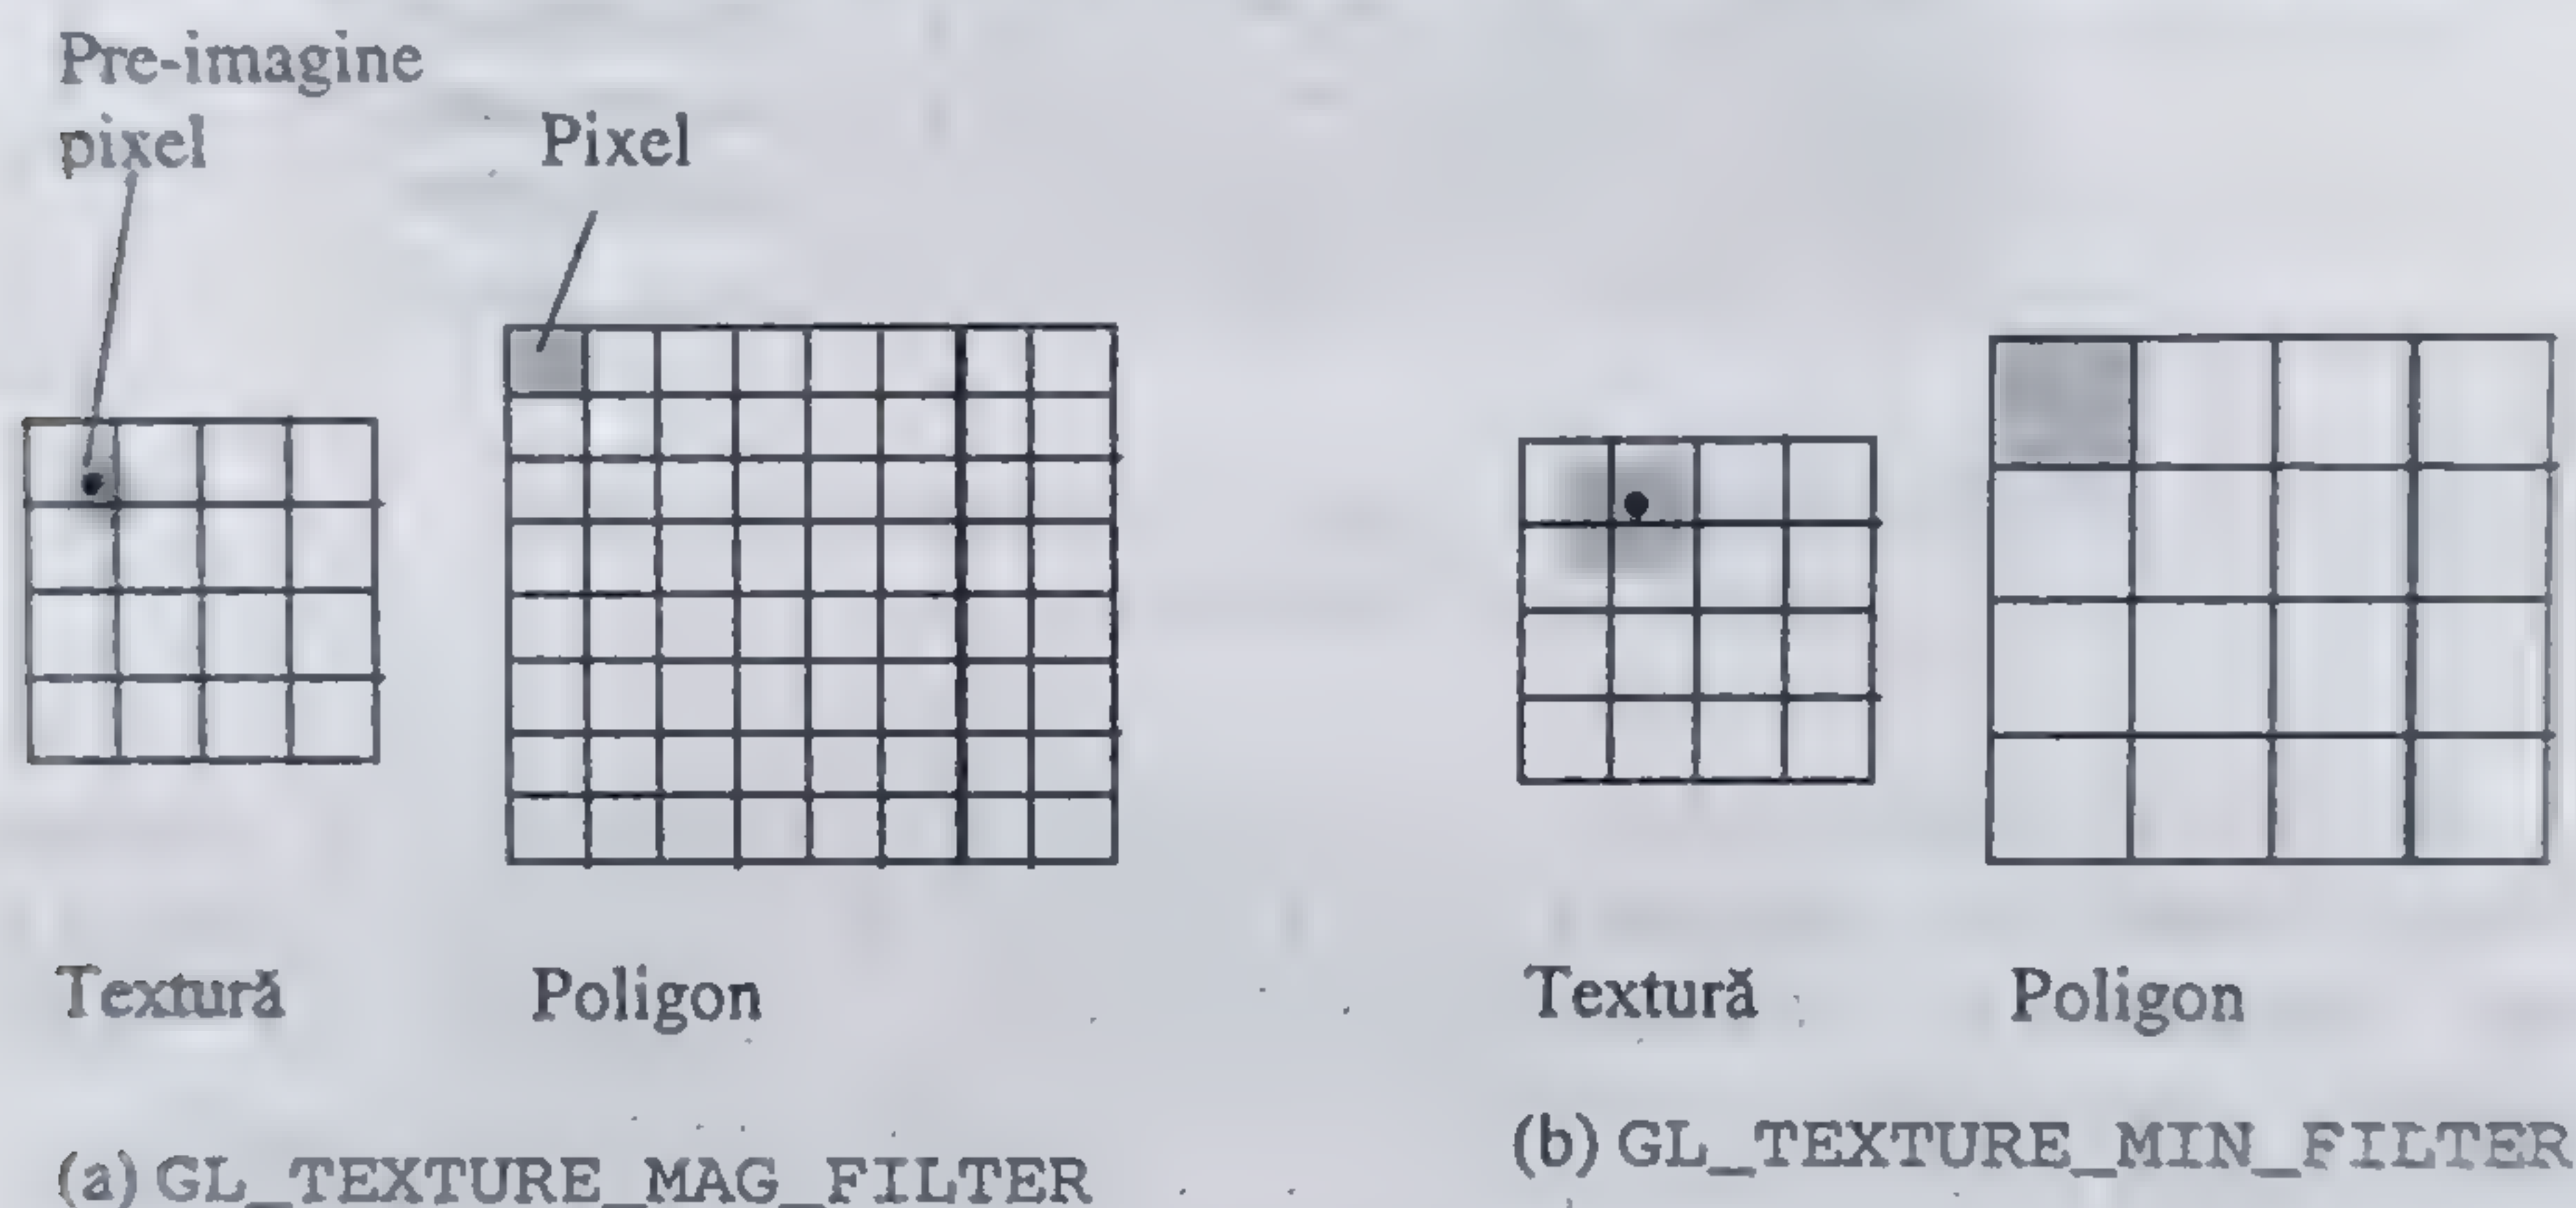 Pre-imagine
pixel
Pixel
Textură
Poligon
Textură
Poligon
(a) GL_TEXTURE_MAG_FILTER
(b) GL_TEXTURE_MIN_FILTER